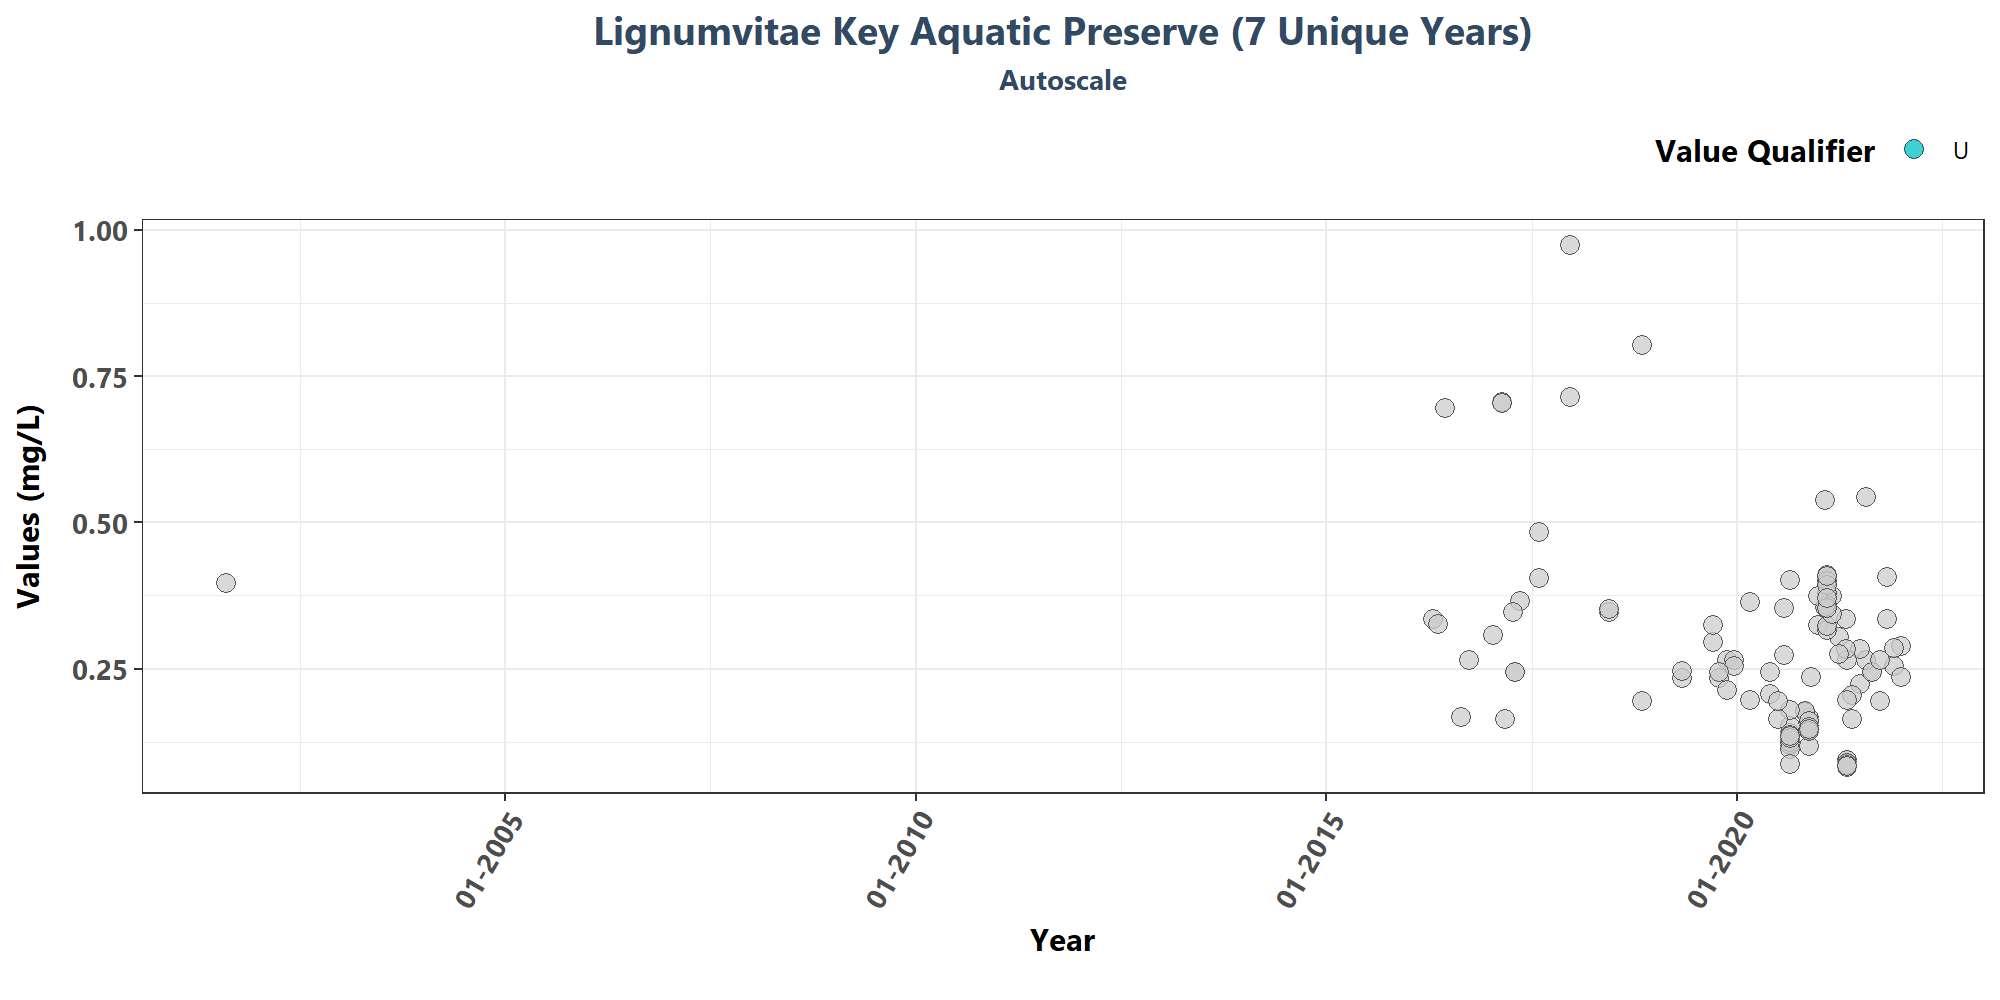 Lignumvitae Key Aquatic Preserve (7 Unique Years)
Autoscale
Value Qualifier U
1.00
0.75
0.50
0.25
Values (mg/L)
01-2005
01-2010
01-2015
01-2020
Year